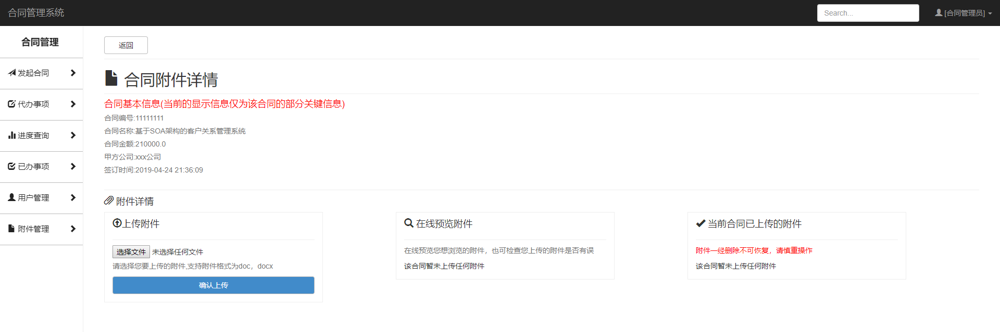 合同管理系统
Search...
[合同管理员]
合同管理
发起合同
代办事项
进度查询
已办事项
用户管理
附件管理
返回
合同附件详情
合同基本信息(当前的显示信息仅为该合同的部分关键信息)
合同编号:11111111
合同名称:基于SOA架构的客户关系管理系统
合同金额:210000.0
甲方公司:xxx公司
签订时间:2019-04-24 21:36:09
附件详情
上传附件
选择文件 未选择任何文件
请选择您要上传的附件,支持附件格式为doc，docx
确认上传
在线预览附件
在线预览您想浏览的附件，也可检查您上传的附件是否有误
该合同暂未上传任何附件
当前合同已上传的附件
附件一经删除不可恢复，请慎重操作
该合同暂未上传任何附件